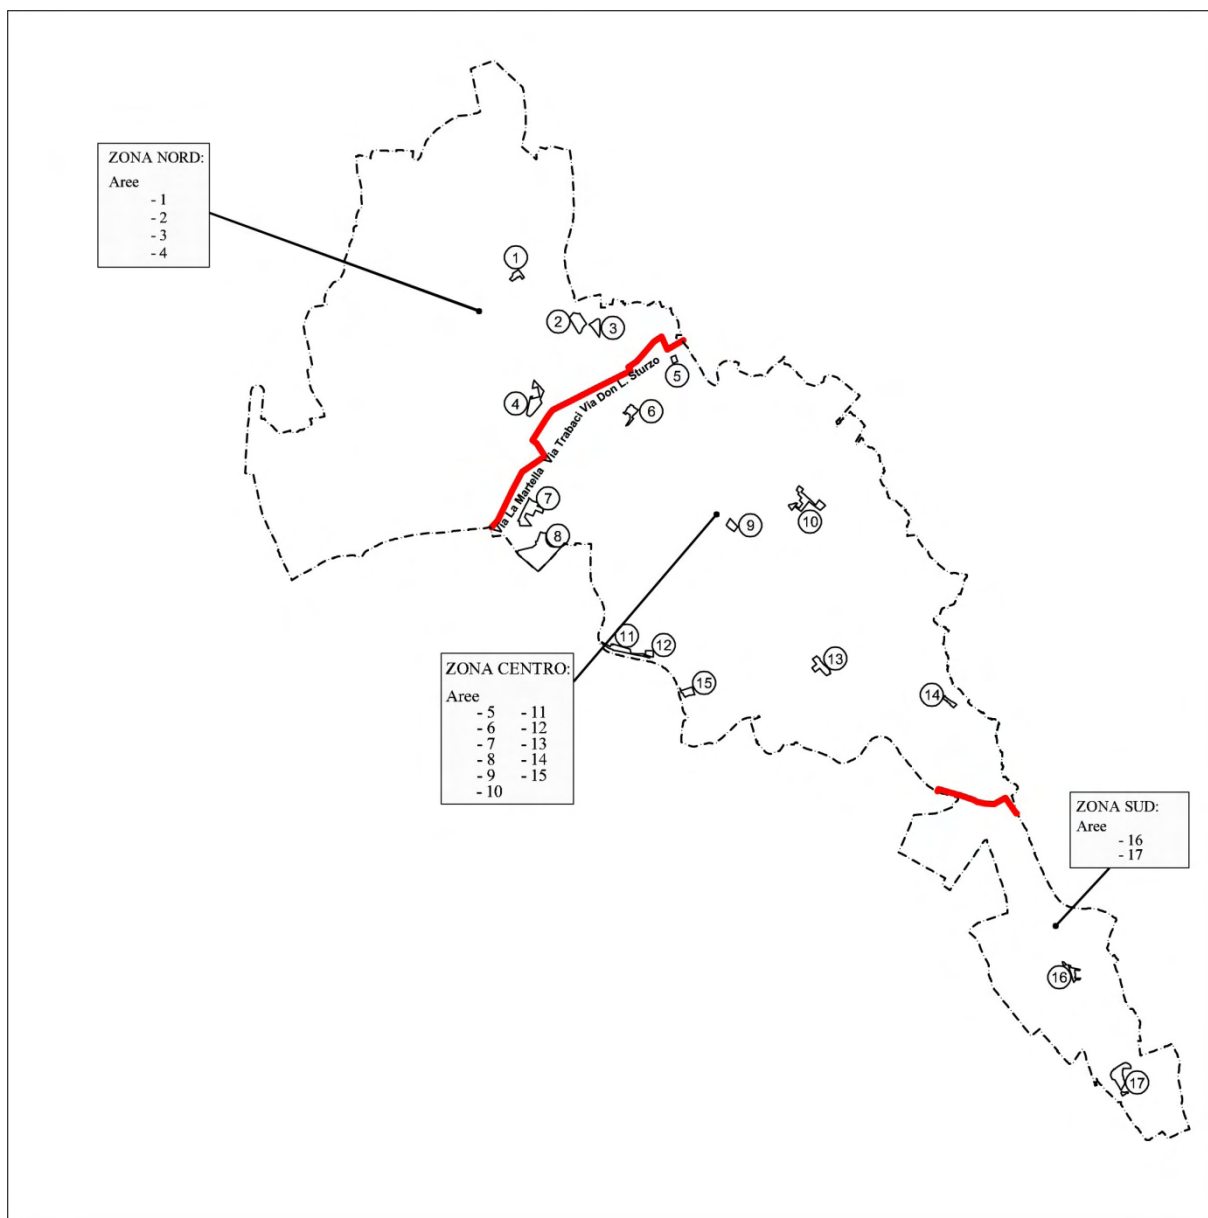 ZONA NORD:
Aree
- 1
- 2
- 3
- 4
1
2
3
Via Don L. Sturzo
5
4
6
Via Trabaci
Via La Martella
7
8
9
10
11
12
13
14
15
ZONA CENTRO:
Aree
- 5 - 11
- 6 - 12
- 7 - 13
- 8 - 14
- 9 - 15
- 10
ZONA SUD:
Aree
- 16
- 17
16
17